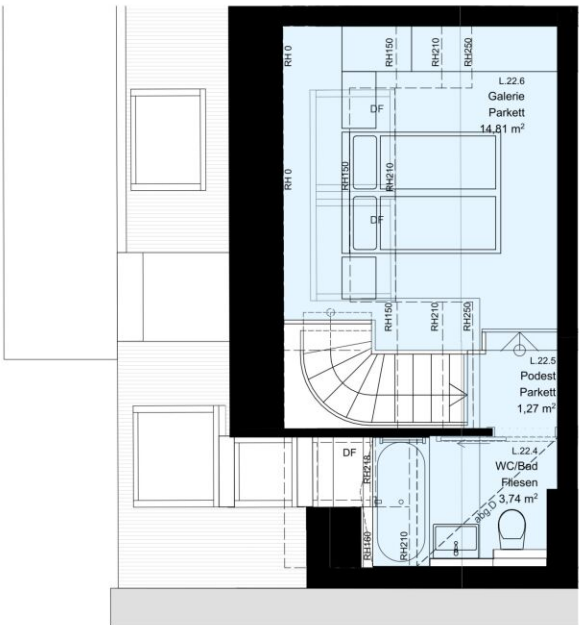 RH 0
RH150
RH210
RH250
L.22.6
Galerie
Parkett
14,81 m²
DF
RH 0
RH150
RH210
DF
RH150
RH210
RH250
L.22.5
Podest
Parkett
1,27 m²
DF
RH218
L.22.4
WC/Bad
Fliesen
3,74 m²
abg.D
RH160
RH210